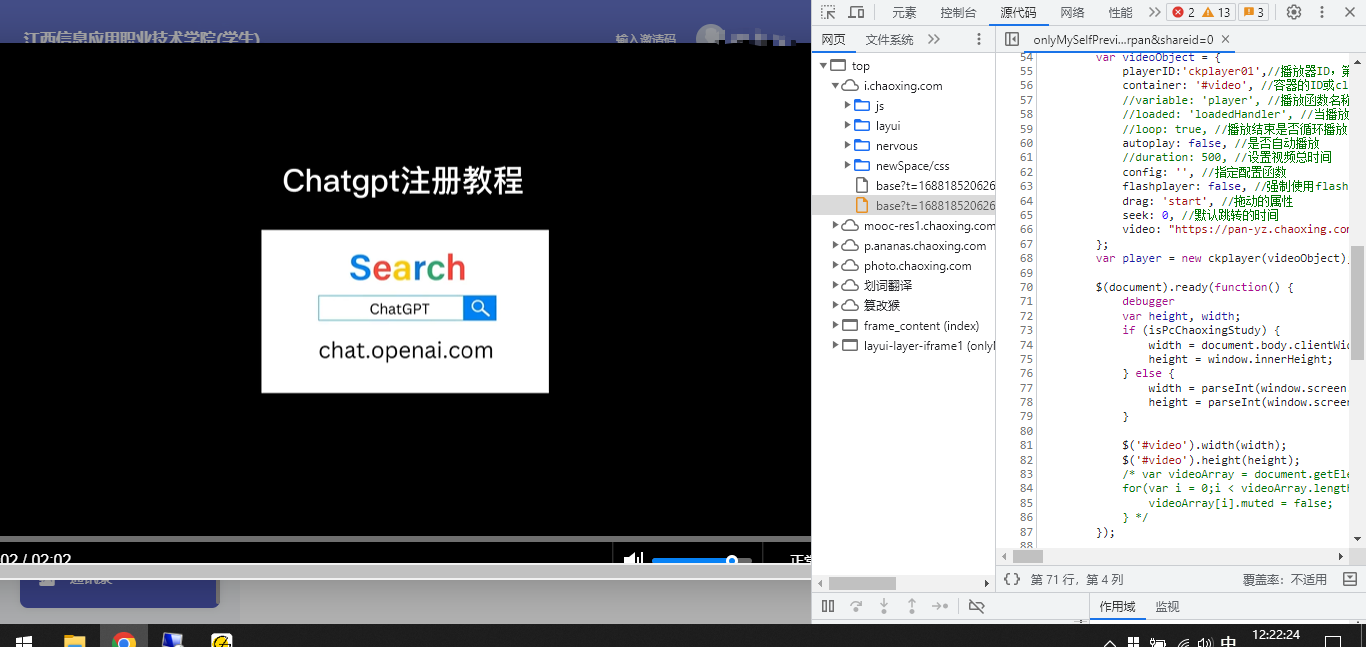 江西信息应用职业技术学院(学生)
输入邀请码
Chatgpt注册教程
Search
ChatGPT
chat.openai.com
02 / 02:02
正常
元素
控制台
源代码
网络
性能
2
13
3
网页
文件系统
onlyMySelfPrevi...rpan&shareid=0
top
i.chaoxing.com
js
layui
nervous
newSpace/css
base?t=168818520626
base?t=168818520626
mooc-res1.chaoxing.com
p.ananas.chaoxing.com
photo.chaoxing.com
划词翻译
篡改猴
frame_content (index)
layui-layer-iframe1 (onlyM
54 var videoObject = {
55 playerID:'ckplayer01',//播放器ID，第
56 container: '#video', //容器的ID或cl
57 //variable: 'player', //播放函数名称
58 //loaded: 'loadedHandler', //当播放
59 //loop: true, //播放结束是否循环播放
60 autoplay: false, //是否自动播放
61 //duration: 500, //设置视频总时间
62 config: '', //指定配置函数
63 flashplayer: false, //强制使用flash
64 drag: 'start', //拖动的属性
65 seek: 0, //默认跳转的时间
66 video: "https://pan-yz.chaoxing.com
67 };
68 var player = new ckplayer(videoObject);
69
70 $(document).ready(function() {
71 debugger
72 var height, width;
73 if (isPcChaoxingStudy) {
74 width = document.body.clientWid
75 height = window.innerHeight;
76 } else {
77 width = parseInt(window.screen
78 height = parseInt(window.screen
79 }
80
81 $('#video').width(width);
82 $('#video').height(height);
83 /* var videoArray = document.getEle
84 for(var i = 0;i < videoArray.length
85 videoArray[i].muted = false;
86 } */
87 });
88
{} 第 71 行，第 4 列
覆盖率：不适用
作用域
监视
中
12:22:24